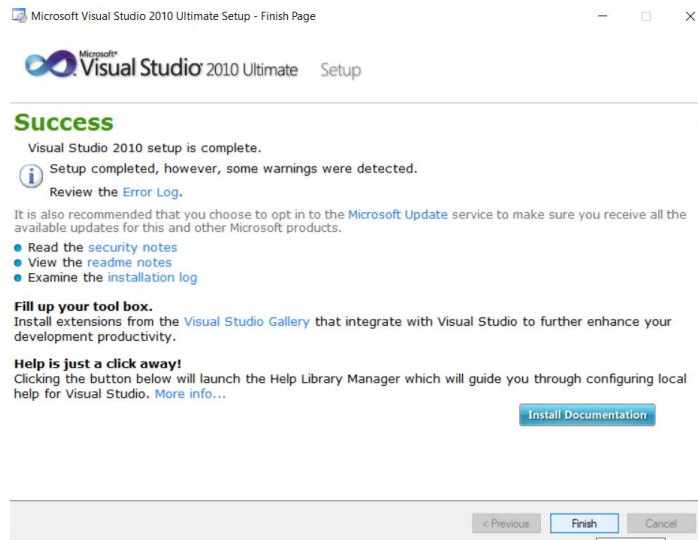 Microsoft Visual Studio 2010 Ultimate Setup - Finish Page
Microsoft®
Visual Studio® 2010 Ultimate Setup
Success
Visual Studio 2010 setup is complete.
Setup completed, however, some warnings were detected.
Review the Error Log.
It is also recommended that you choose to opt in to the Microsoft Update service to make sure you receive all the
available updates for this and other Microsoft products.
Read the security notes
View the readme notes
Examine the installation log
Fill up your tool box.
Install extensions from the Visual Studio Gallery that integrate with Visual Studio to further enhance your
development productivity.
Help is just a click away!
Clicking the button below will launch the Help Library Manager which will guide you through configuring local
help for Visual Studio. More info...
Install Documentation
< Previous Finish Cancel